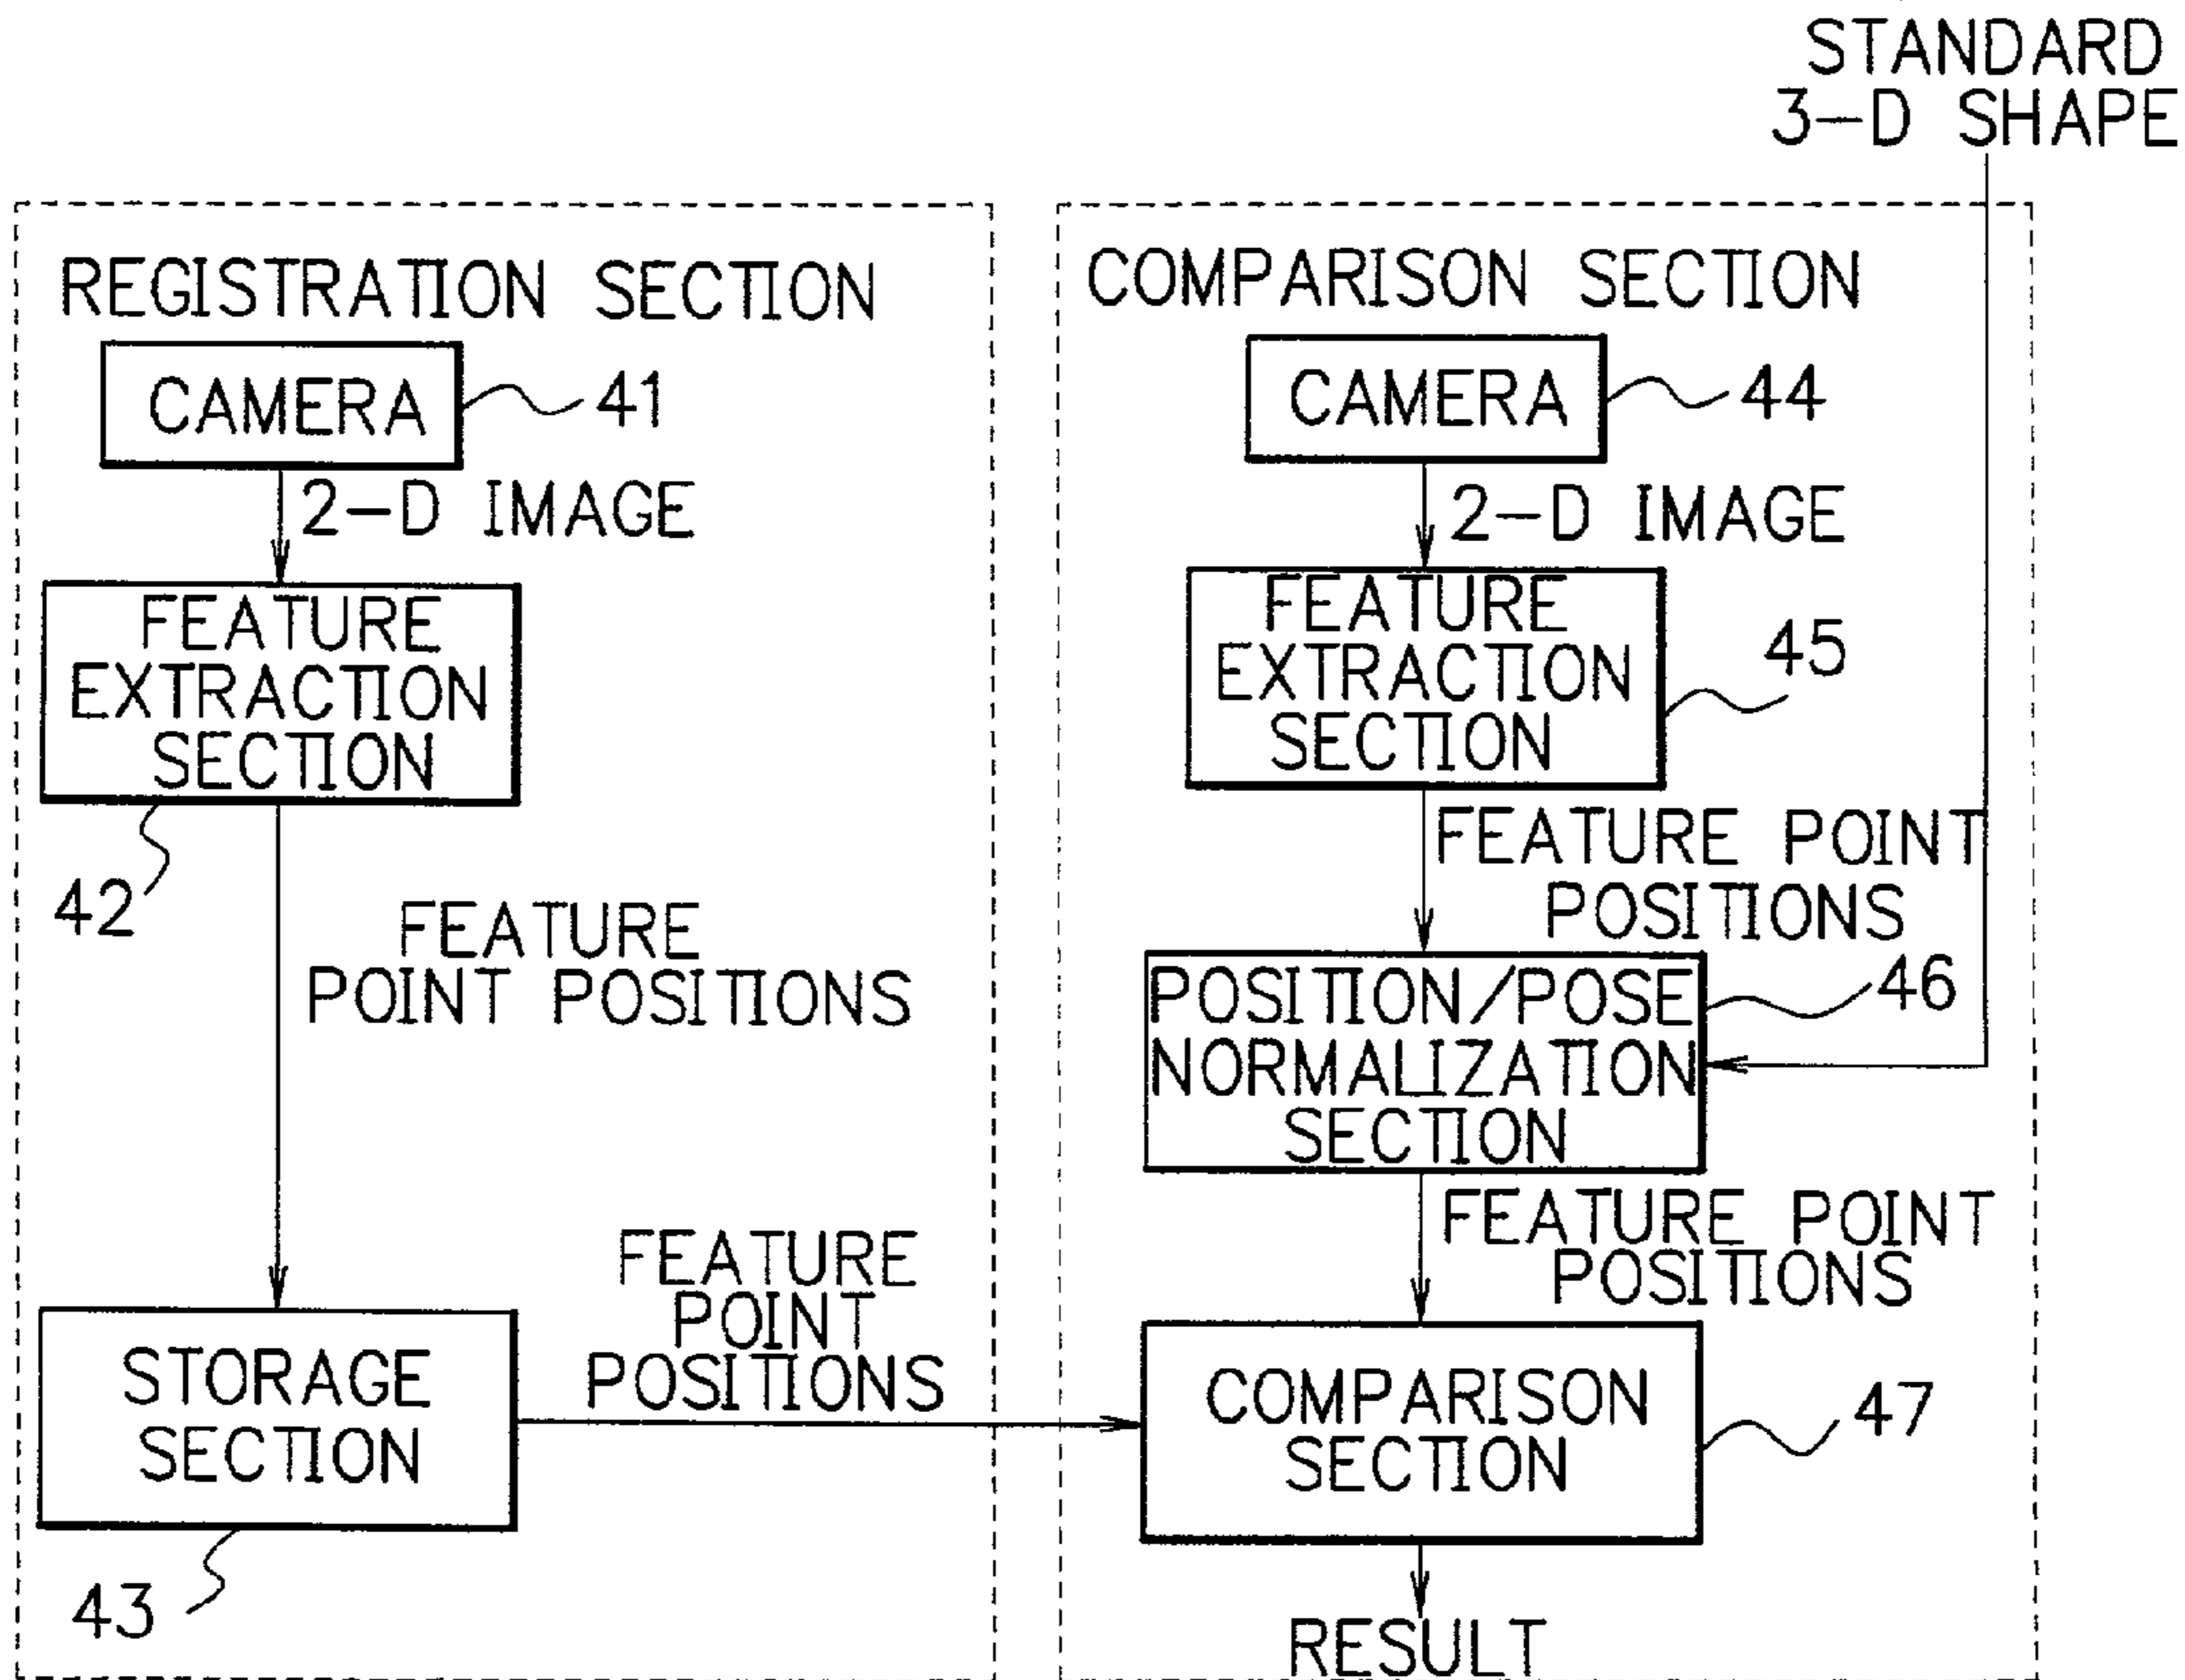 STANDARD
3-D SHAPE
REGISTRATION SECTION
CAMERA
41
2-D IMAGE
FEATURE
EXTRACTION
SECTION
42
FEATURE
POINT POSITIONS
STORAGE
SECTION
43
FEATURE
POINT
POSITIONS
COMPARISON SECTION
CAMERA
44
2-D IMAGE
FEATURE
EXTRACTION
SECTION
45
FEATURE POINT
POSITIONS
POSITION/POSE
NORMALIZATION
SECTION
46
FEATURE POINT
POSITIONS
COMPARISON
SECTION
47
RESULT